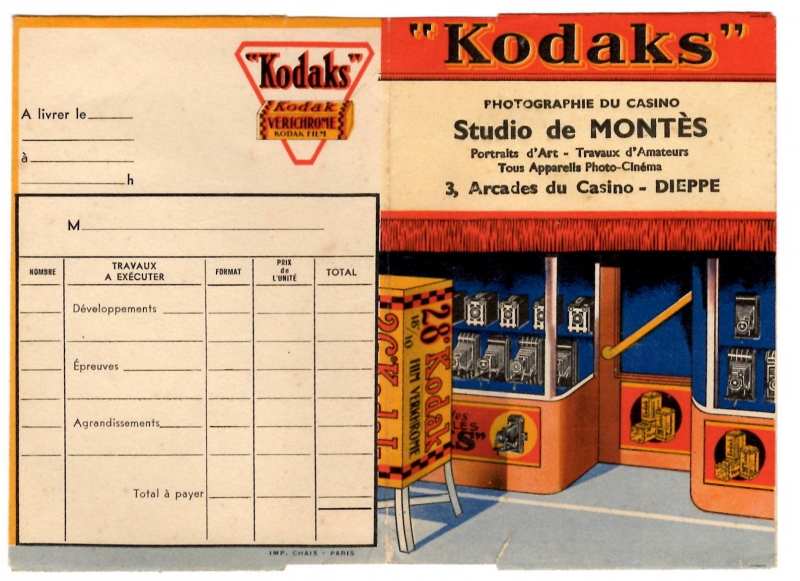 "Kodaks"
Kodak
VERICHROME
KODAK FILM
A livrer le
à
h
M
NOMBRE
TRAVAUX
A EXÉCUTER
FORMAT
PRIX
de
L'UNITÉ
TOTAL
Développements
Épreuves
Agrandissements
Total à payer
IMP. CHAIX - PARIS
"Kodaks"
PHOTOGRAPHIE DU CASINO
Studio de MONTÈS
Portraits d'Art - Travaux d'Amateurs
Tous Appareils Photo-Cinéma
3, Arcades du Casino - DIEPPE
28°
Kodak
FILM VERICHROME